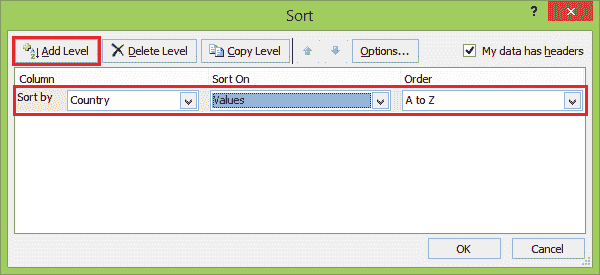 Sort
? ×
Add Level Delete Level Copy Level Options... My data has headers
Column Sort On Order
Sort by Country Values A to Z
OK Cancel